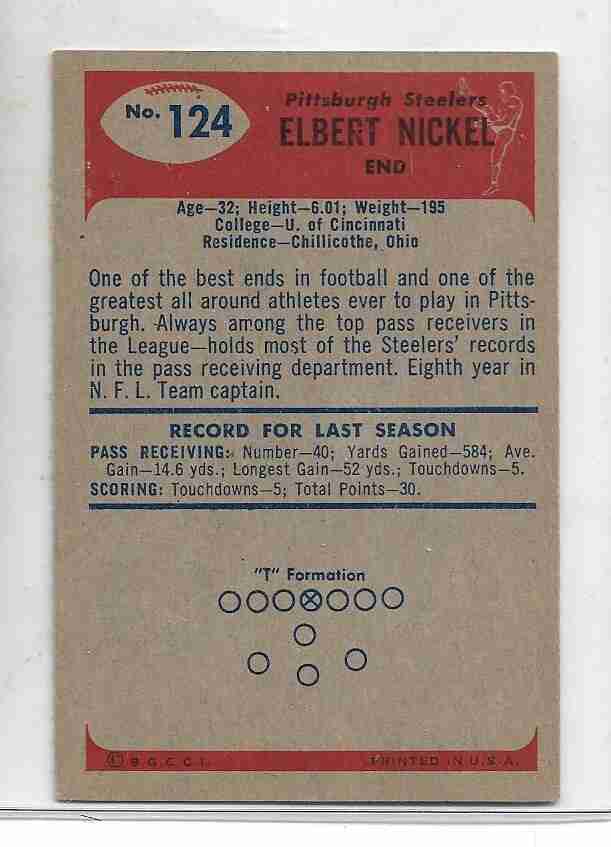 No. 124
Pittsburgh Steelers
ELBERT NICKEL
END
Age—32; Height—6.01; Weight—195
College—U. of Cincinnati
Residence—Chillicothe, Ohio
One of the best ends in football and one of the
greatest all around athletes ever to play in Pitts-
burgh. Always among the top pass receivers in
the League—holds most of the Steelers' records
in the pass receiving department. Eighth year in
N. F. L. Team captain.
RECORD FOR LAST SEASON
PASS RECEIVING: Number—40; Yards Gained—584; Ave.
Gain—14.6 yds.; Longest Gain—52 yds.; Touchdowns—5.
SCORING: Touchdowns—5; Total Points—30.
"T" Formation
© B. G. C. C. I.
PRINTED IN U.S.A.